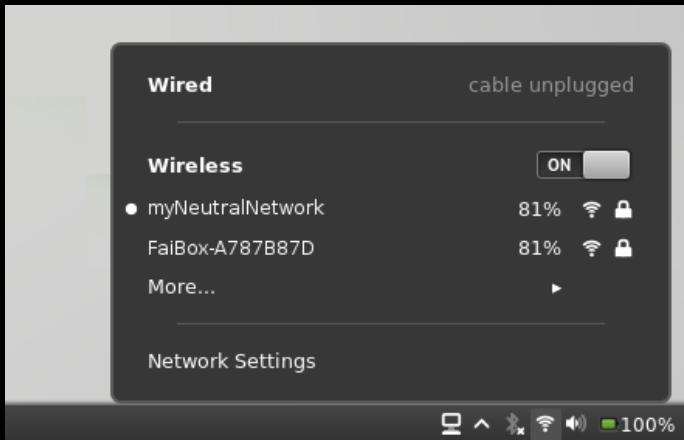 Wired cable unplugged
Wireless ON
myNeutralNetwork 81%
FaiBox-A787B87D 81%
More...
Network Settings
100%